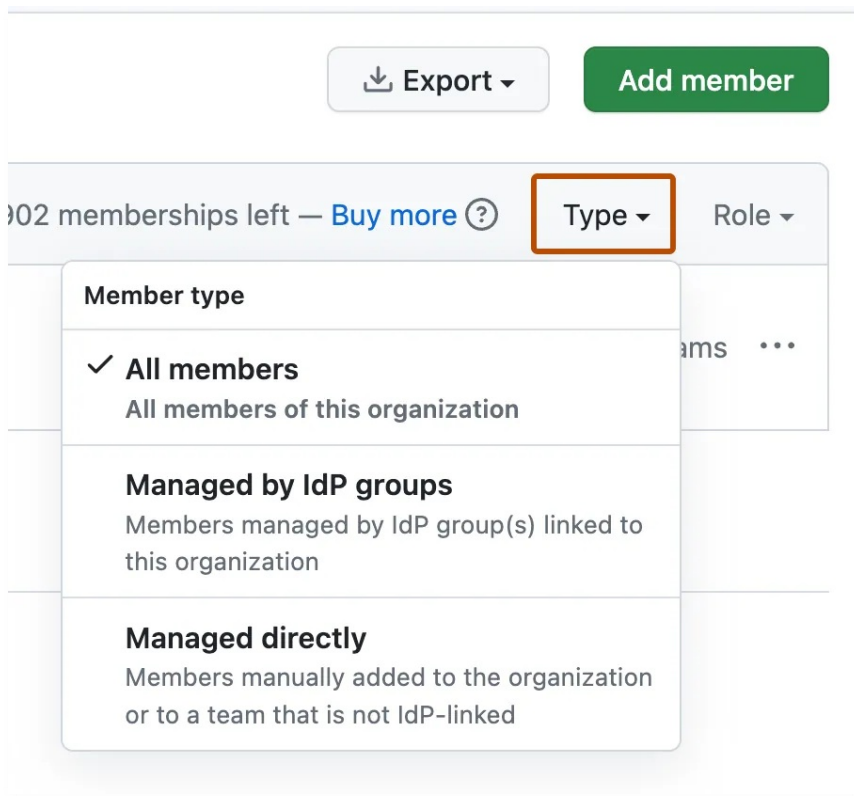 Export
Add member
902 memberships left — Buy more
Type
Role
Member type
All members
All members of this organization
Managed by IdP groups
Members managed by IdP group(s) linked to
this organization
Managed directly
Members manually added to the organization
or to a team that is not IdP-linked